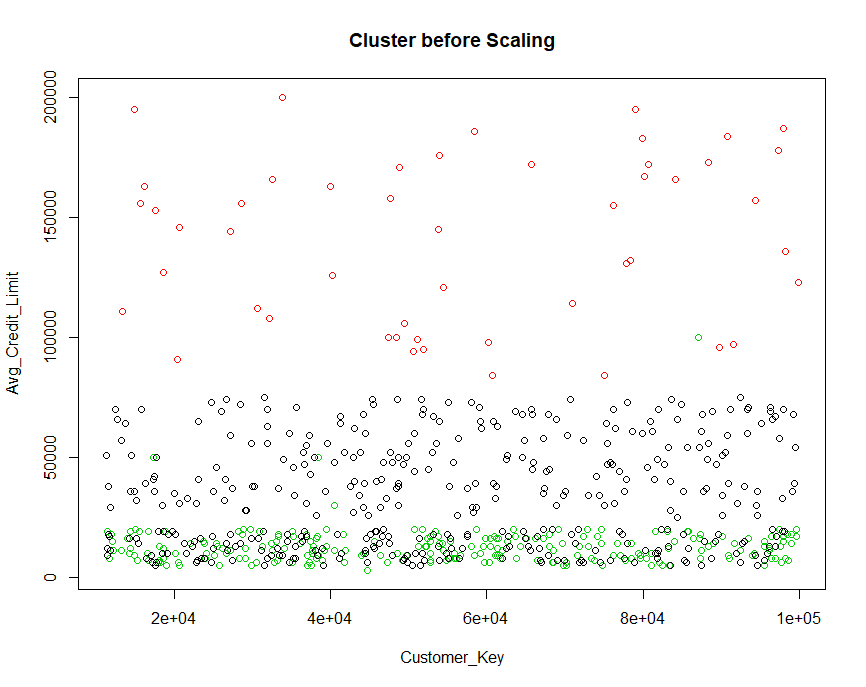 Cluster before Scaling
Avg_Credit_Limit
200000
150000
100000
50000
0
2e+04 4e+04 6e+04 8e+04 1e+05
Customer_Key